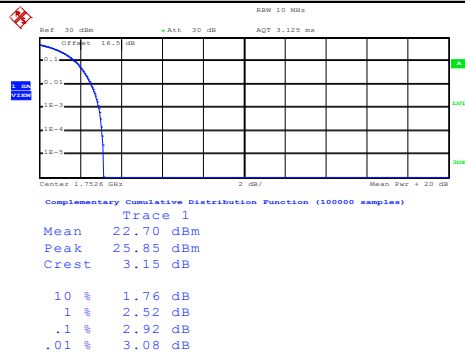 RBW 10 MHz
Ref 30 dBm Att 30 dB AQT 3.125 ms
Offset 16.5 dB
0.1
0.01
1E-3
1E-4
1E-5
1 SA
VIEW
A
LVL
3DB
Center 1.7526 GHz 2 dB/ Mean Pwr + 20 dB
Complementary Cumulative Distribution Function (100000 samples)
Trace 1
Mean 22.70 dBm
Peak 25.85 dBm
Crest 3.15 dB
10 % 1.76 dB
1 % 2.52 dB
.1 % 2.92 dB
.01 % 3.08 dB